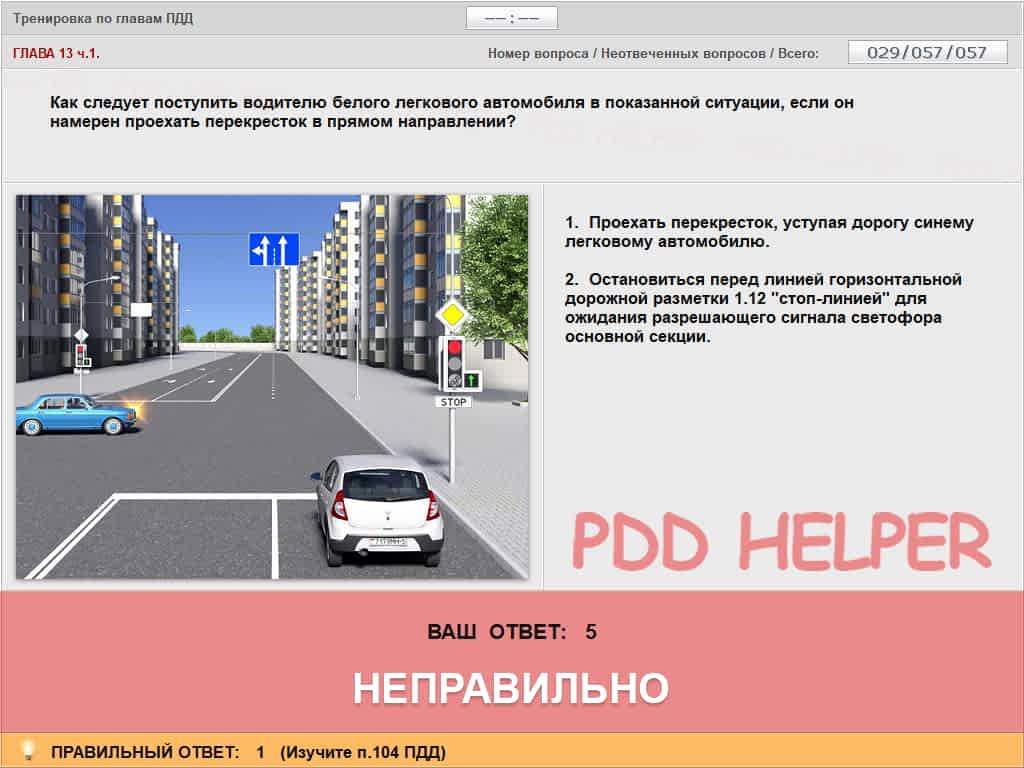 Тренировка по главам ПДД
—— : ——
ГЛАВА 13 ч.1.
Номер вопроса / Неотвеченных вопросов / Всего:
029/057/057
Как следует поступить водителю белого легкового автомобиля в показанной ситуации, если он
намерен проехать перекресток в прямом направлении?
STOP
1. Проехать перекресток, уступая дорогу синему
легковому автомобилю.
2. Остановиться перед линией горизонтальной
дорожной разметки 1.12 "стоп-линией" для
ожидания разрешающего сигнала светофора
основной секции.
PDD HELPER
ВАШ ОТВЕТ: 5
НЕПРАВИЛЬНО
ПРАВИЛЬНЫЙ ОТВЕТ: 1 (Изучите п.104 ПДД)